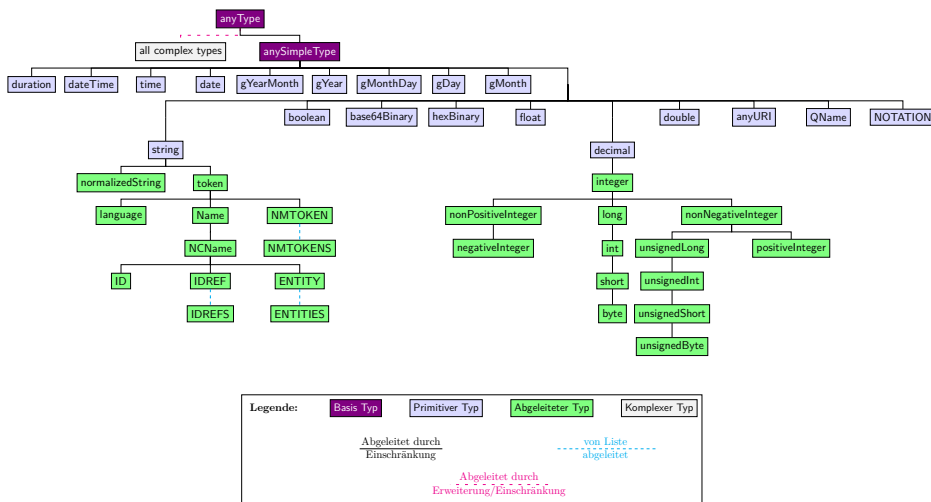 anyType
all complex types anySimpleType
duration dateTime time date gYearMonth gYear gMonthDay gDay gMonth
boolean base64Binary hexBinary float double anyURI QName NOTATION
string decimal
normalizedString token integer
language Name NMTOKEN nonPositiveInteger long nonNegativeInteger
NCName NMTOKENS negativeInteger int unsignedLong positiveInteger
ID IDREF ENTITY short unsignedInt
IDREFS ENTITIES byte unsignedShort
unsignedByte
Legende: Basis Typ Primitiver Typ Abgeleiteter Typ Komplexer Typ
Abgeleitet durch von Liste
Einschränkung abgeleitet
Abgeleitet durch
Erweiterung/Einschränkung